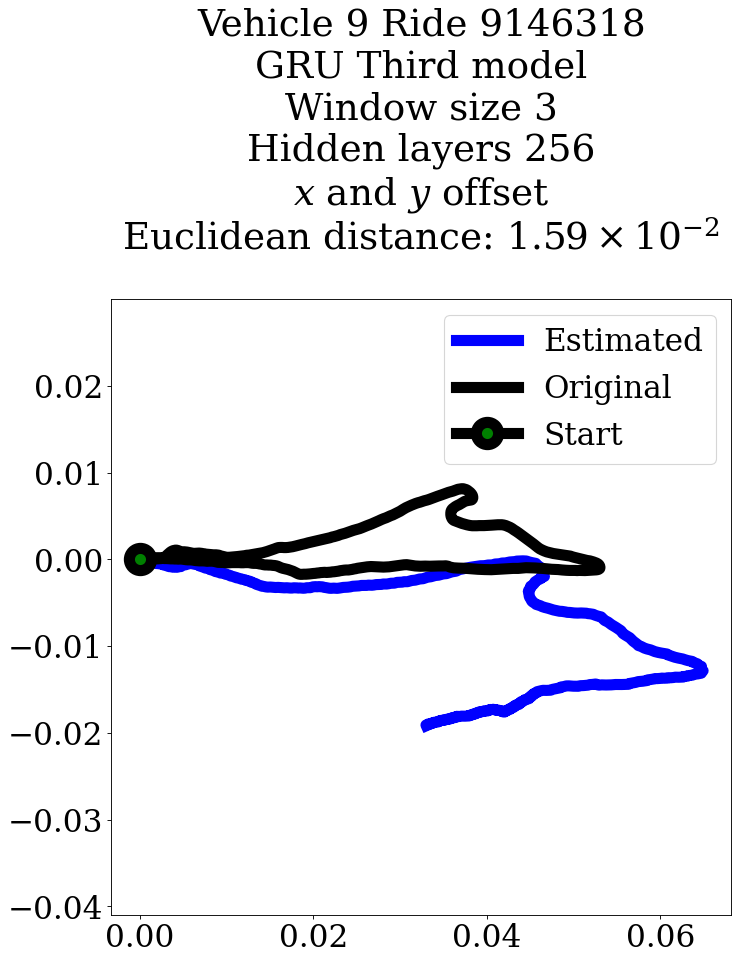 Vehicle 9 Ride 9146318
GRU Third model
Window size 3
Hidden layers 256
x and y offset
Euclidean distance: 1.59 × 10⁻²
Estimated
Original
Start
0.02
0.01
0.00
−0.01
−0.02
−0.03
−0.04
0.00 0.02 0.04 0.06